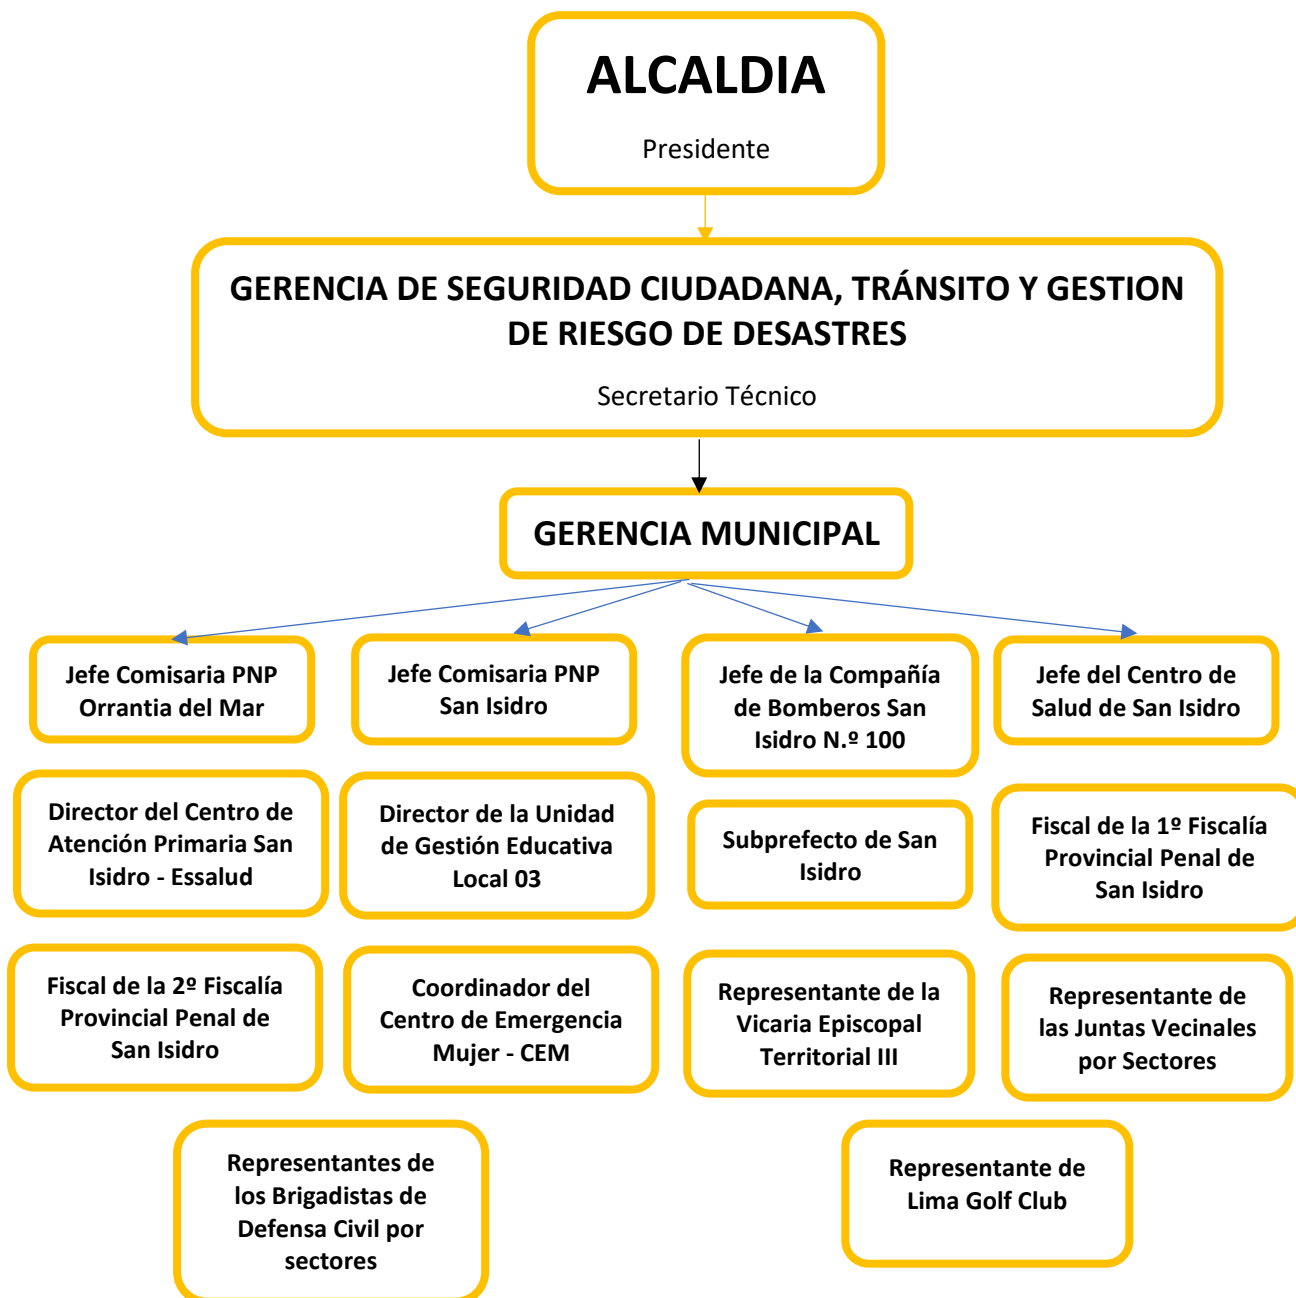 ALCALDIA
Presidente
GERENCIA DE SEGURIDAD CIUDADANA, TRÁNSITO Y GESTION
DE RIESGO DE DESASTRES
Secretario Técnico
GERENCIA MUNICIPAL
Jefe Comisaria PNP
Orrantia del Mar
Jefe Comisaria PNP
San Isidro
Jefe de la Compañía
de Bomberos San
Isidro N.º 100
Jefe del Centro de
Salud de San Isidro
Director del Centro de
Atención Primaria San
Isidro - Essalud
Director de la Unidad
de Gestión Educativa
Local 03
Subprefecto de San
Isidro
Fiscal de la 1º Fiscalía
Provincial Penal de
San Isidro
Fiscal de la 2º Fiscalía
Provincial Penal de
San Isidro
Coordinador del
Centro de Emergencia
Mujer - CEM
Representante de la
Vicaria Episcopal
Territorial III
Representante de
las Juntas Vecinales
por Sectores
Representantes de
los Brigadistas de
Defensa Civil por
sectores
Representante de
Lima Golf Club